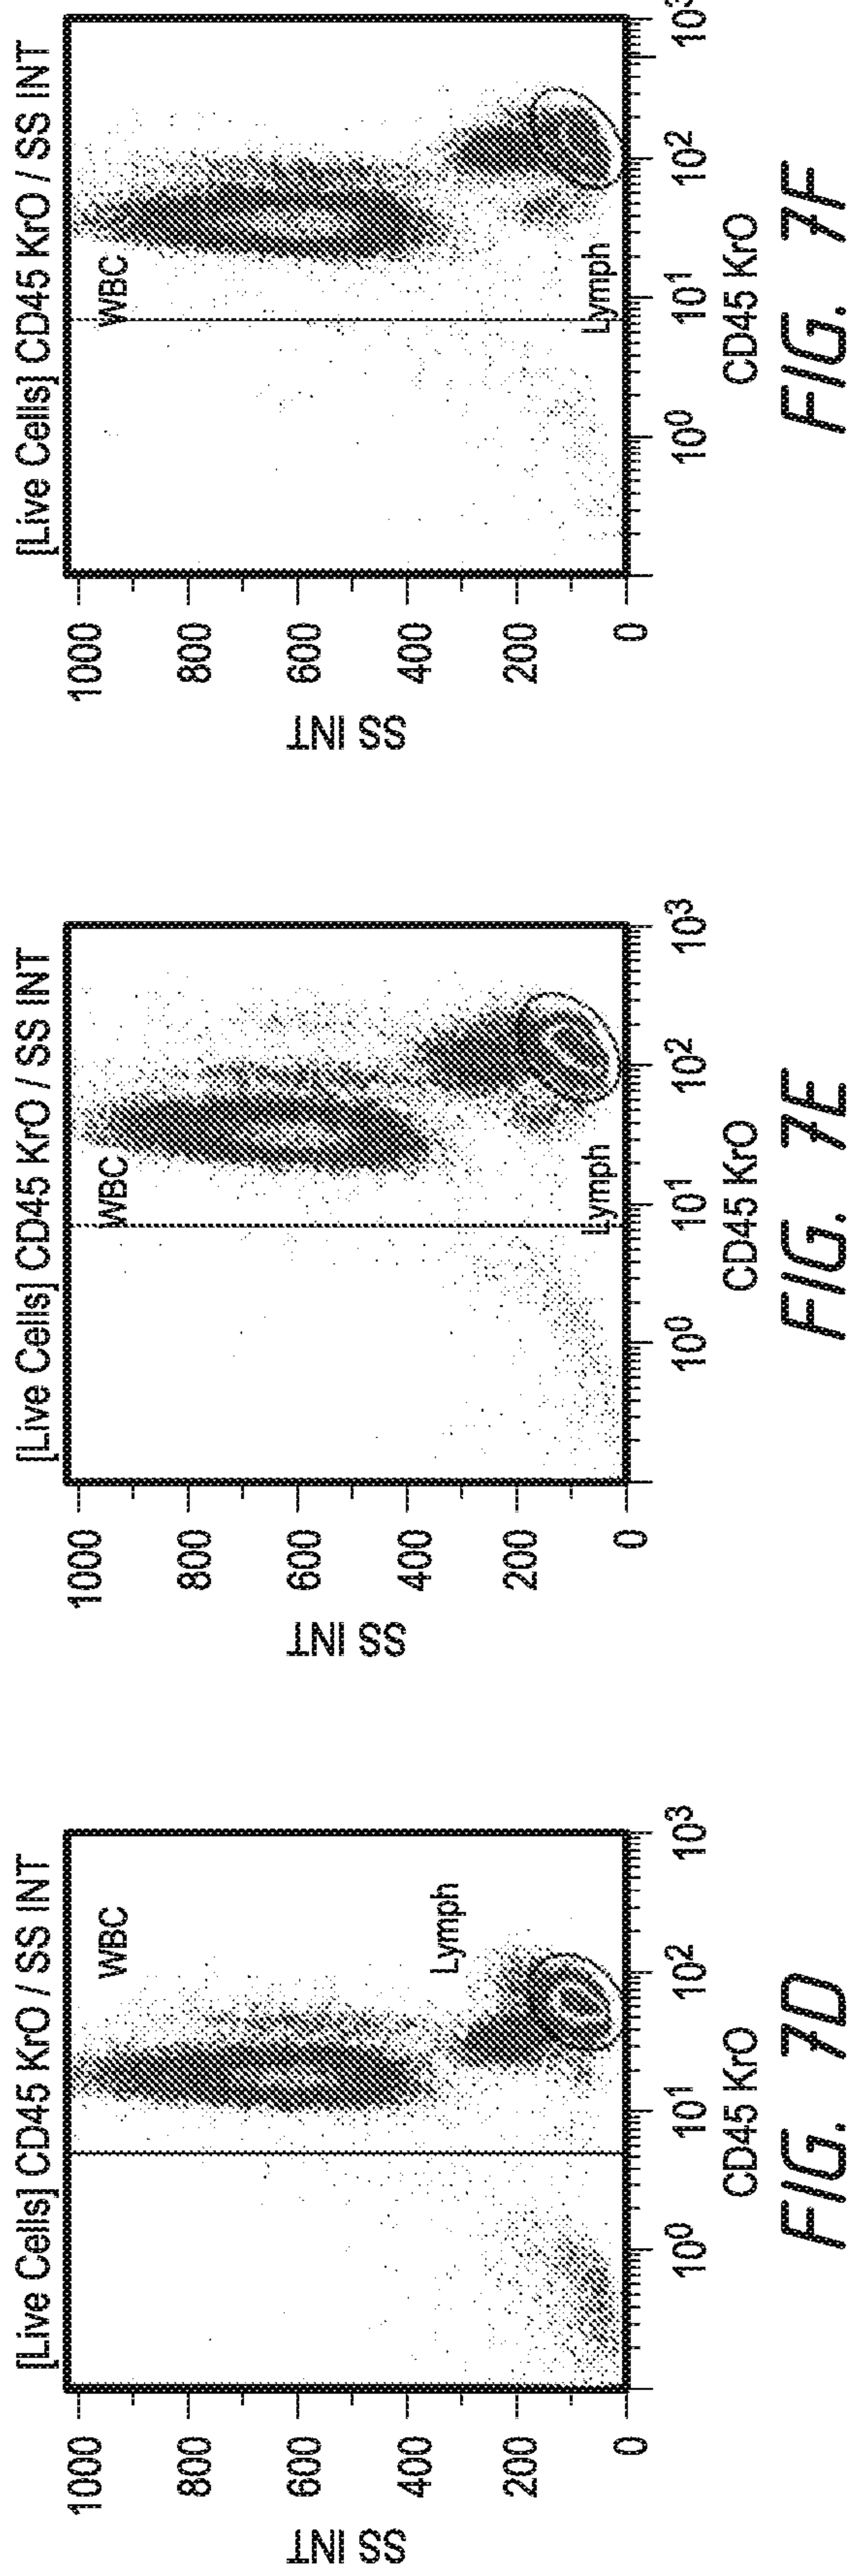 [Live Cells] CD45 KrO / SS INT
1000
800
600
400
200
0
SS INT
WBC
Lymph
10⁰
10¹
10²
10³
CD45 KrO
FIG. 7D
[Live Cells] CD45 KrO / SS INT
1000
800
600
400
200
0
SS INT
WBC
Lymph
10⁰
10¹
10²
10³
CD45 KrO
FIG. 7E
[Live Cells] CD45 KrO / SS INT
1000
800
600
400
200
0
SS INT
WBC
Lymph
10⁰
10¹
10²
10³
CD45 KrO
FIG. 7F